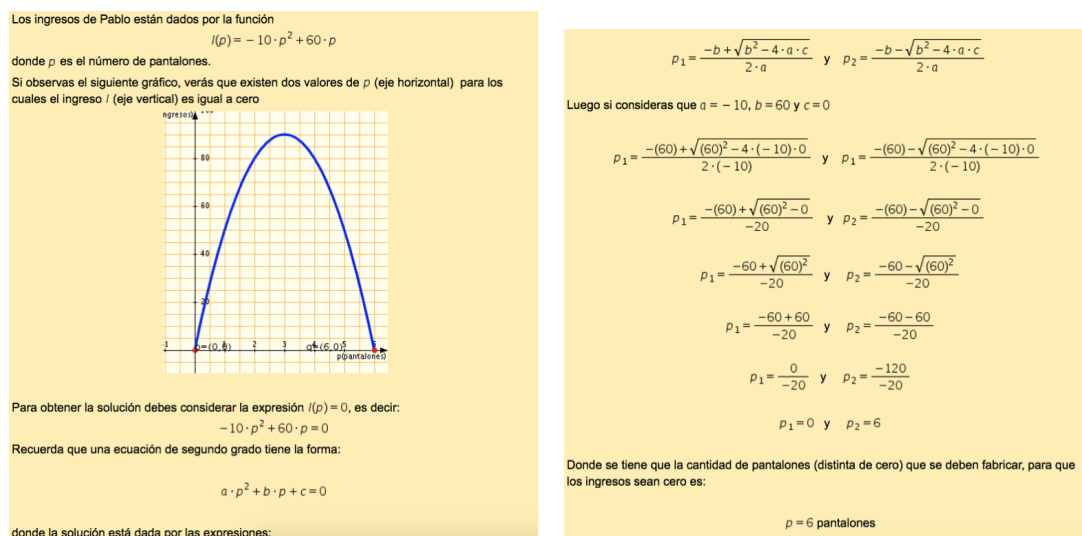 Los ingresos de Pablo están dados por la función
I(p) = − 10 · p² + 60 · p
donde p es el número de pantalones.
Si observas el siguiente gráfico, verás que existen dos valores de p (eje horizontal) para los
cuales el ingreso I (eje vertical) es igual a cero
ngresos)
80
60
40
20
-1 2 3 4 5
=(0,0) =(6,0)
p(pantalones)
Para obtener la solución debes considerar la expresión I(p) = 0, es decir:
−10 · p² + 60 · p = 0
Recuerda que una ecuación de segundo grado tiene la forma:
a · p² + b · p + c = 0
donde la solución está dada por las expresiones:
p₁ = (−b + √(b² − 4 · a · c)) / (2 · a) y p₂ = (−b − √(b² − 4 · a · c)) / (2 · a)
Luego si consideras que a = − 10, b = 60 y c = 0
p₁ = (−(60) + √((60)² − 4 · (− 10) · 0)) / (2 · (− 10)) y p₁ = (−(60) − √((60)² − 4 · (− 10) · 0)) / (2 · (− 10))
p₁ = (−(60) + √((60)² − 0)) / (−20) y p₂ = (−(60) − √((60)² − 0)) / (−20)
p₁ = (−60 + √((60)²)) / (−20) y p₂ = (−60 − √((60)²)) / (−20)
p₁ = (−60 + 60) / (−20) y p₂ = (−60 − 60) / (−20)
p₁ = 0 / (−20) y p₂ = (−120) / (−20)
p₁ = 0 y p₂ = 6
Donde se tiene que la cantidad de pantalones (distinta de cero) que se deben fabricar, para que
los ingresos sean cero es:
p = 6 pantalones